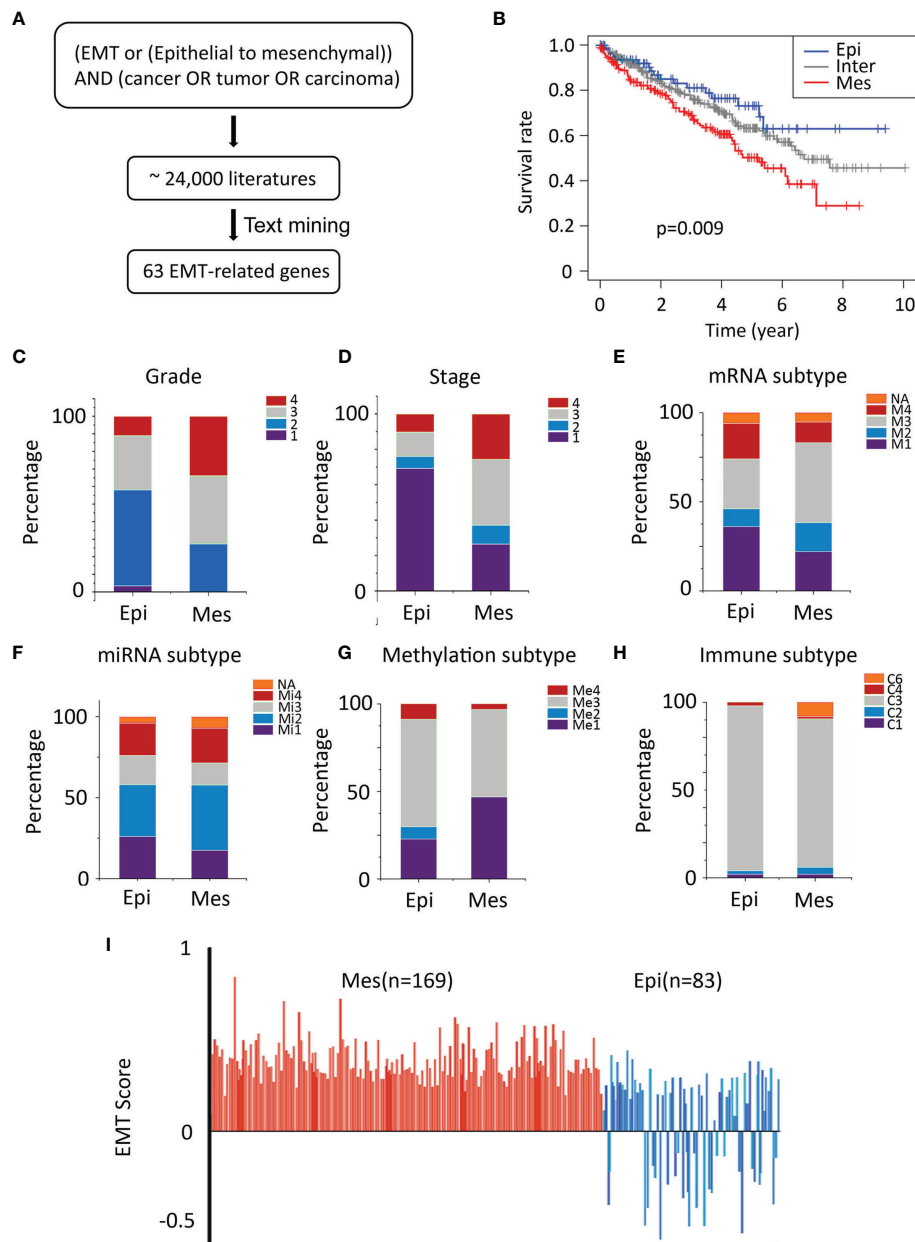 A
(EMT or (Epithelial to mesenchymal))
AND (cancer OR tumor OR carcinoma)
~ 24,000 literatures
Text mining
63 EMT-related genes
B
Survival rate
1.0
0.8
0.6
0.4
0.2
0
Epi
Inter
Mes
p=0.009
0 2 4 6 8 10
Time (year)
C
Grade
4
3
2
1
Percentage
100
0
Epi Mes
D
Stage
4
3
2
1
Percentage
100
0
Epi Mes
E
mRNA subtype
NA
M4
M3
M2
M1
Percentage
100
50
0
Epi Mes
F
miRNA subtype
NA
Mi4
Mi3
Mi2
Mi1
Percentage
100
50
0
Epi Mes
G
Methylation subtype
Me4
Me3
Me2
Me1
Percentage
100
50
0
Epi Mes
H
Immune subtype
C6
C4
C3
C2
C1
Percentage
100
50
0
Epi Mes
I
1
Mes(n=169) Epi(n=83)
EMT Score
0
-0.5